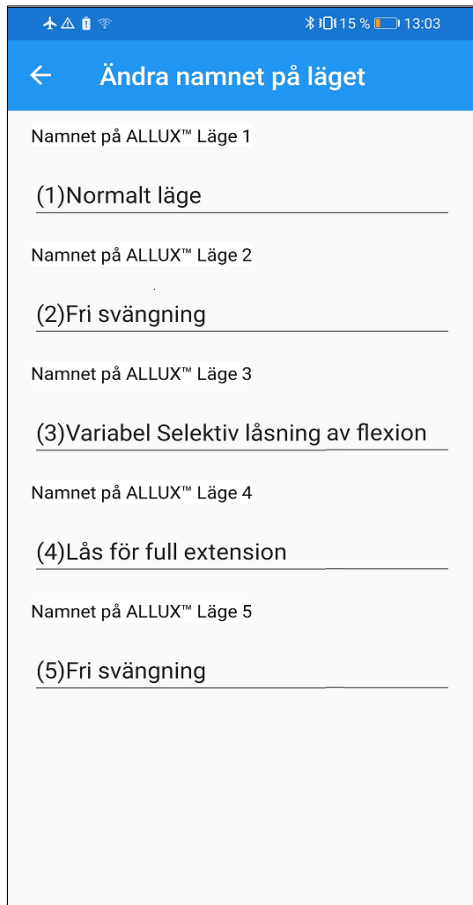 15 % 13:03
Ändra namnet på läget
Namnet på ALLUX™ Läge 1
(1)Normalt läge
Namnet på ALLUX™ Läge 2
(2)Fri svängning
Namnet på ALLUX™ Läge 3
(3)Variabel Selektiv låsning av flexion
Namnet på ALLUX™ Läge 4
(4)Lås för full extension
Namnet på ALLUX™ Läge 5
(5)Fri svängning